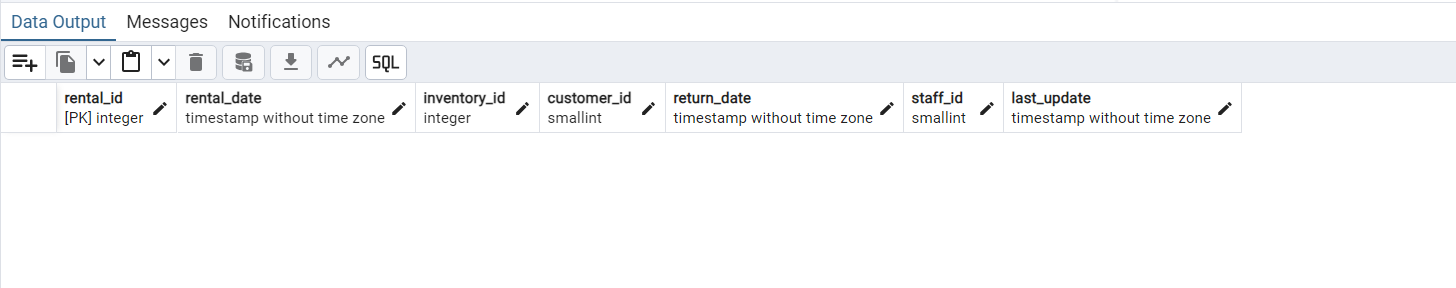 Data Output Messages Notifications
SQL
rental_id rental_date inventory_id customer_id return_date staff_id last_update
[PK] integer timestamp without time zone integer smallint timestamp without time zone smallint timestamp without time zone